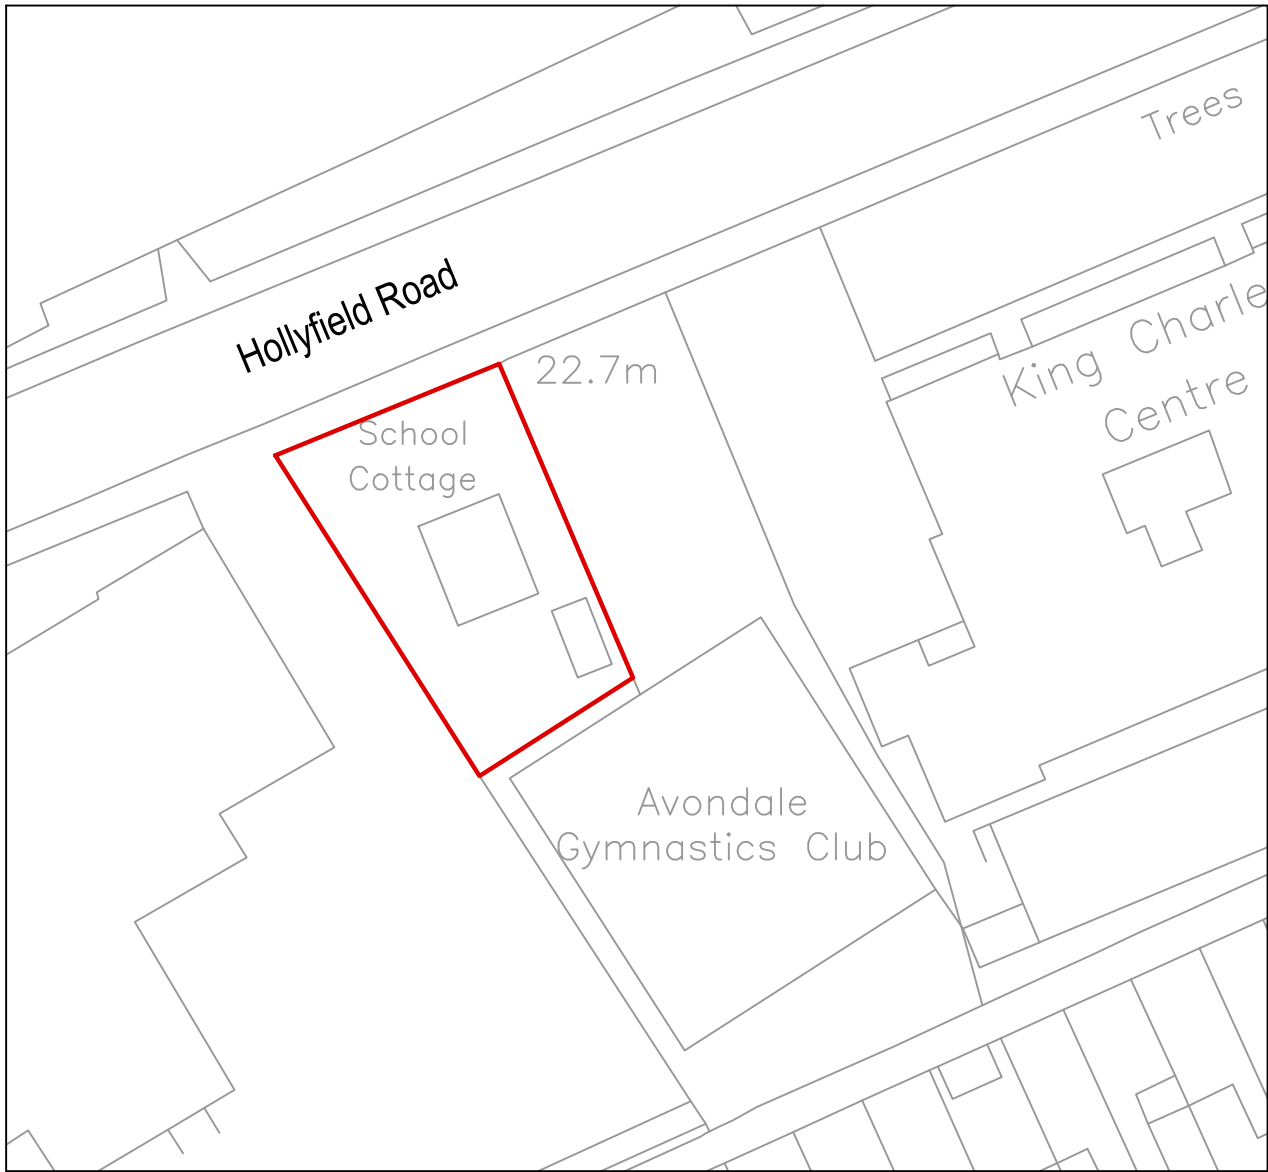 Trees
Hollyfield Road
22.7m
King Charle
Centre
School
Cottage
Avondale
Gymnastics Club